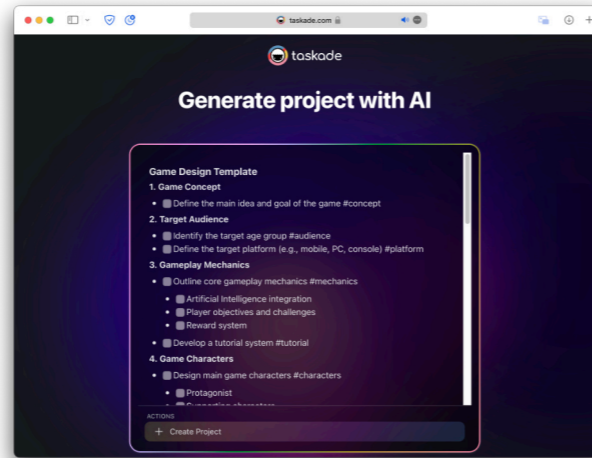 taskade.com
taskade
Generate project with AI
Game Design Template
1. Game Concept
Define the main idea and goal of the game #concept
2. Target Audience
Identify the target age group #audience
Define the target platform (e.g., mobile, PC, console) #platform
3. Gameplay Mechanics
Outline core gameplay mechanics #mechanics
Artificial Intelligence integration
Player objectives and challenges
Reward system
Develop a tutorial system #tutorial
4. Game Characters
Design main game characters #characters
Protagonist
Supporting characters
ACTIONS
+ Create Project